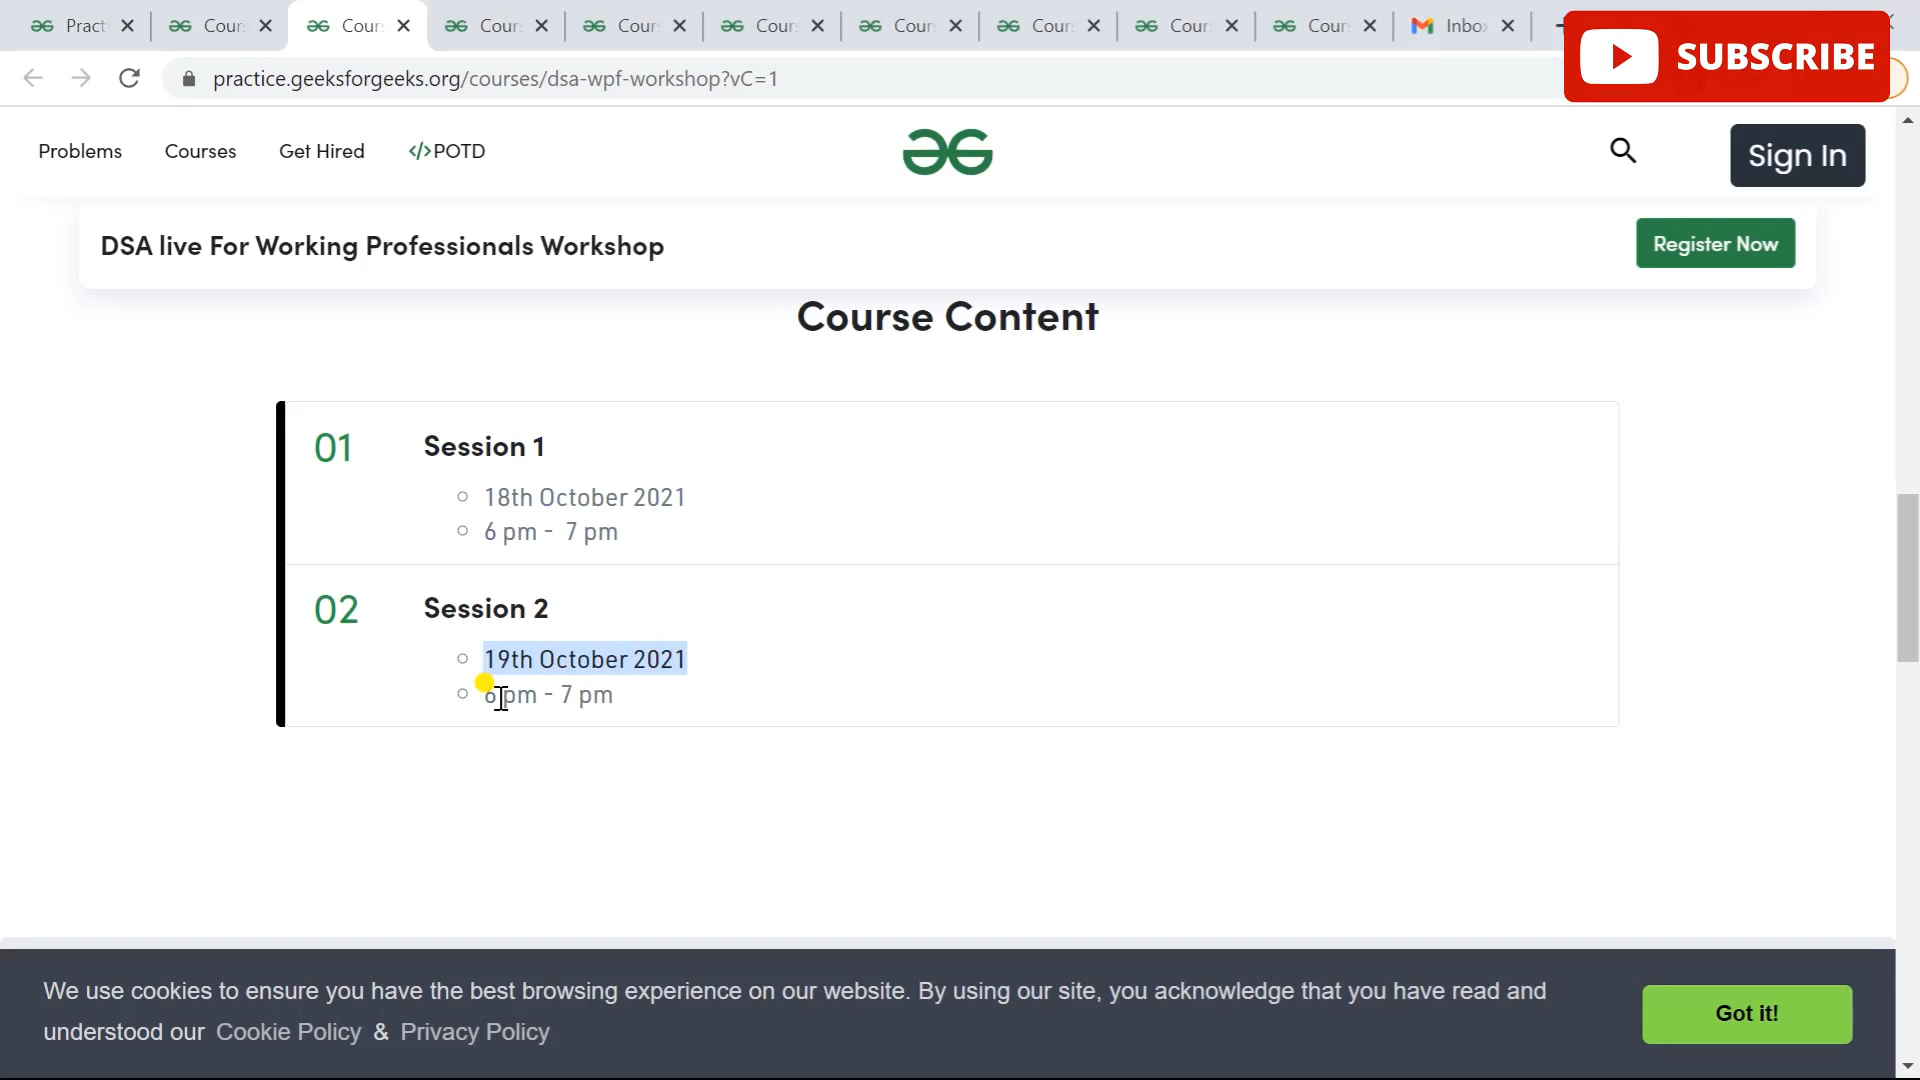 Pract
Cour
Cour
Cour
Cour
Cour
Cour
Cour
Cour
Cour
Inbo
SUBSCRIBE
practice.geeksforgeeks.org/courses/dsa-wpf-workshop?vC=1
Problems
Courses
Get Hired
</>POTD
Sign In
DSA live For Working Professionals Workshop
Register Now
Course Content
01
Session 1
18th October 2021
6 pm - 7 pm
02
Session 2
19th October 2021
6 pm - 7 pm
We use cookies to ensure you have the best browsing experience on our website. By using our site, you acknowledge that you have read and
understood our Cookie Policy & Privacy Policy
Got it!